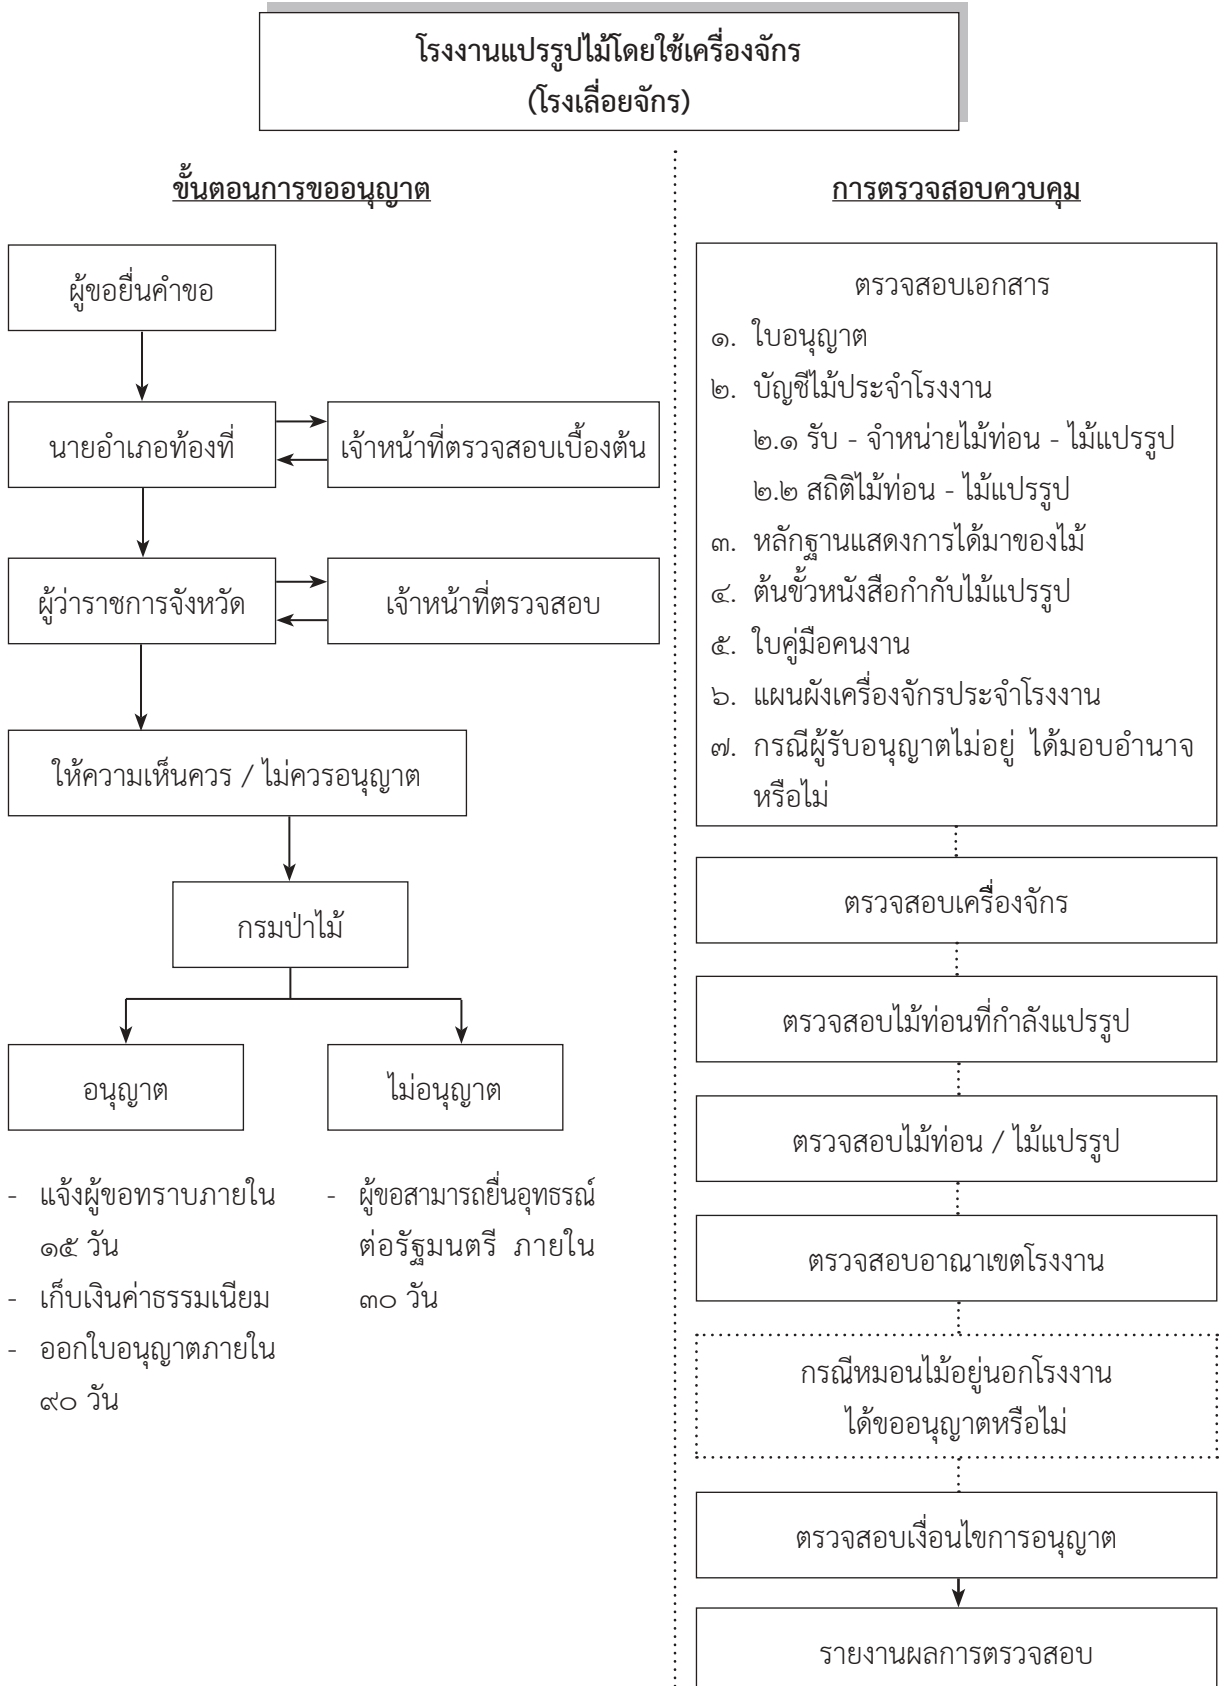 โรงงานแปรรูปไม้โดยใช้เครื่องจักร
(โรงเลื่อยจักร)
ขั้นตอนการขออนุญาต
ผู้ขอยื่นคำขอ
นายอำเภอท้องที่
เจ้าหน้าที่ตรวจสอบเบื้องต้น
ผู้ว่าราชการจังหวัด
เจ้าหน้าที่ตรวจสอบ
ให้ความเห็นควร / ไม่ควรอนุญาต
กรมป่าไม้
อนุญาต
ไม่อนุญาต
- แจ้งผู้ขอทราบภายใน
๑๕ วัน
- เก็บเงินค่าธรรมเนียม
- ออกใบอนุญาตภายใน
๙๐ วัน
- ผู้ขอสามารถยื่นอุทธรณ์
ต่อรัฐมนตรี ภายใน
๓๐ วัน
การตรวจสอบควบคุม
ตรวจสอบเอกสาร
๑. ใบอนุญาต
๒. บัญชีไม้ประจำโรงงาน
๒.๑ รับ - จำหน่ายไม้ท่อน - ไม้แปรรูป
๒.๒ สถิติไม้ท่อน - ไม้แปรรูป
๓. หลักฐานแสดงการได้มาของไม้
๔. ต้นขั้วหนังสือกำกับไม้แปรรูป
๕. ใบคู่มือคนงาน
๖. แผนผังเครื่องจักรประจำโรงงาน
๗. กรณีผู้รับอนุญาตไม่อยู่ ได้มอบอำนาจ
หรือไม่
ตรวจสอบเครื่องจักร
ตรวจสอบไม้ท่อนที่กำลังแปรรูป
ตรวจสอบไม้ท่อน / ไม้แปรรูป
ตรวจสอบอาณาเขตโรงงาน
กรณีหมอนไม้อยู่นอกโรงงาน
ได้ขออนุญาตหรือไม่
ตรวจสอบเงื่อนไขการอนุญาต
รายงานผลการตรวจสอบ